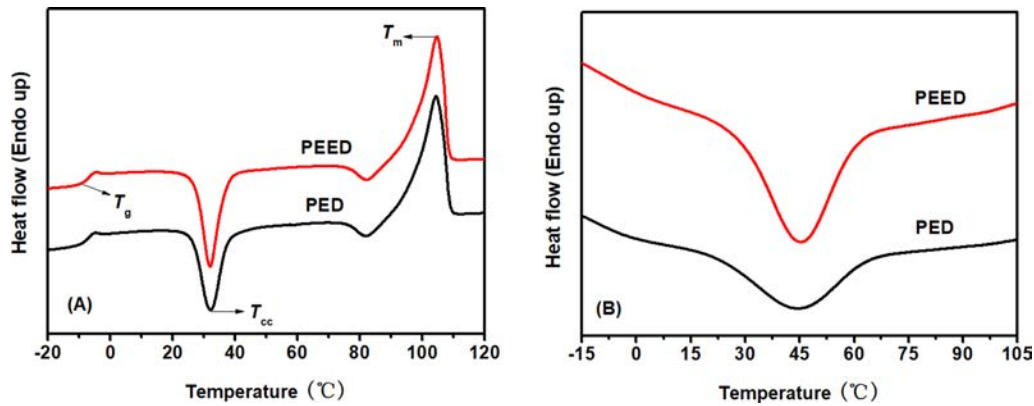 Heat flow (Endo up)
T_m
PEED
T_g
PED
(A)
T_cc
-20 0 20 40 60 80 100 120
Temperature (℃)
Heat flow (Endo up)
PEED
PED
(B)
-15 0 15 30 45 60 75 90 105
Temperature (℃)